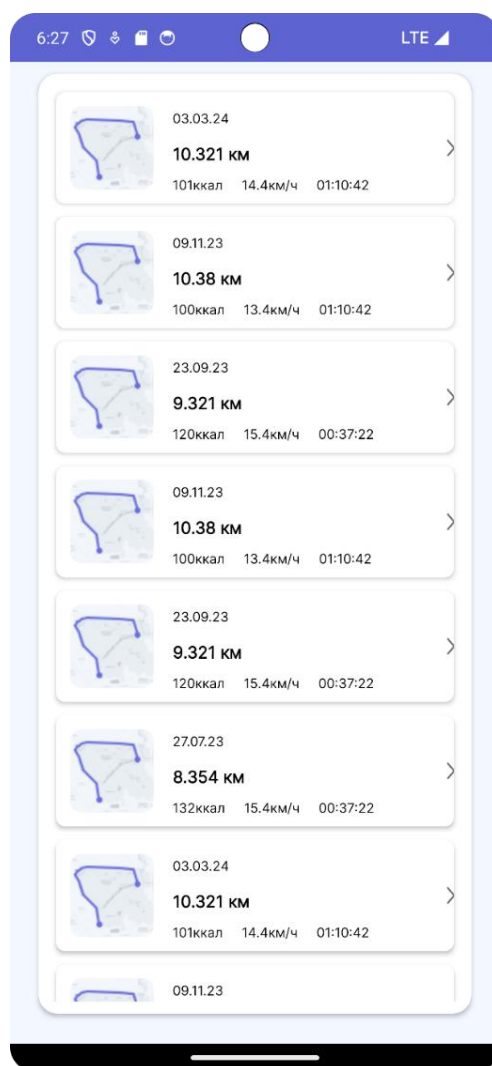 6:27 LTE
03.03.24
10.321 км
101ккал 14.4км/ч 01:10:42
09.11.23
10.38 км
100ккал 13.4км/ч 01:10:42
23.09.23
9.321 км
120ккал 15.4км/ч 00:37:22
09.11.23
10.38 км
100ккал 13.4км/ч 01:10:42
23.09.23
9.321 км
120ккал 15.4км/ч 00:37:22
27.07.23
8.354 км
132ккал 15.4км/ч 00:37:22
03.03.24
10.321 км
101ккал 14.4км/ч 01:10:42
09.11.23